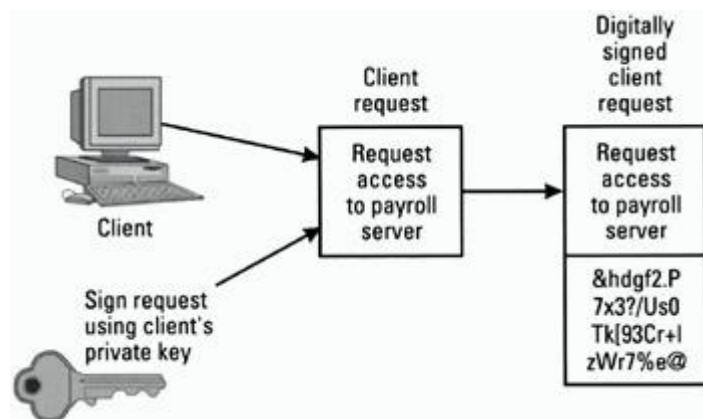 Client
Sign request
using client's
private key
Client
request
Request
access
to payroll
server
Digitally
signed
client
request
Request
access
to payroll
server
&hdgf2.P
7x3?/Us0
Tk[93Cr+l
zWr7%e@